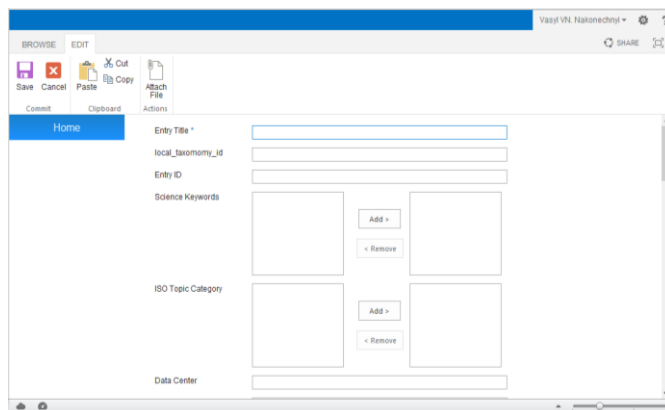 Vasyl VN. Nakonechnyi
?
BROWSE EDIT
SHARE
Save Cancel Paste Cut Copy Attach File
Commit Clipboard Actions
Home
Entry Title *
local_taxomomy_id
Entry ID
Science Keywords
Add >
< Remove
ISO Topic Category
Add >
< Remove
Data Center